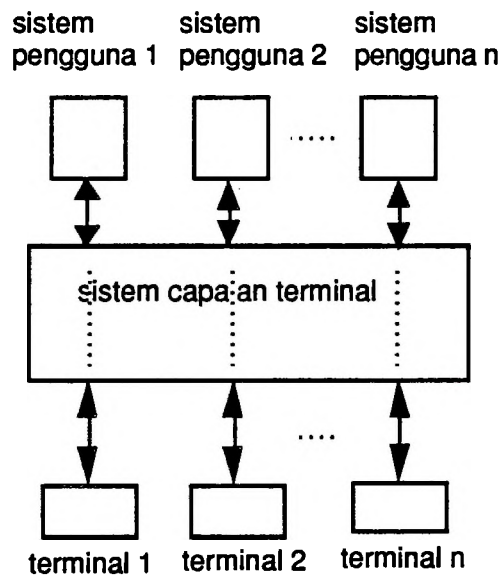 sistem sistem sistem
pengguna 1 pengguna 2 pengguna n
.....
sistem capaian terminal
....
terminal 1 terminal 2 terminal n